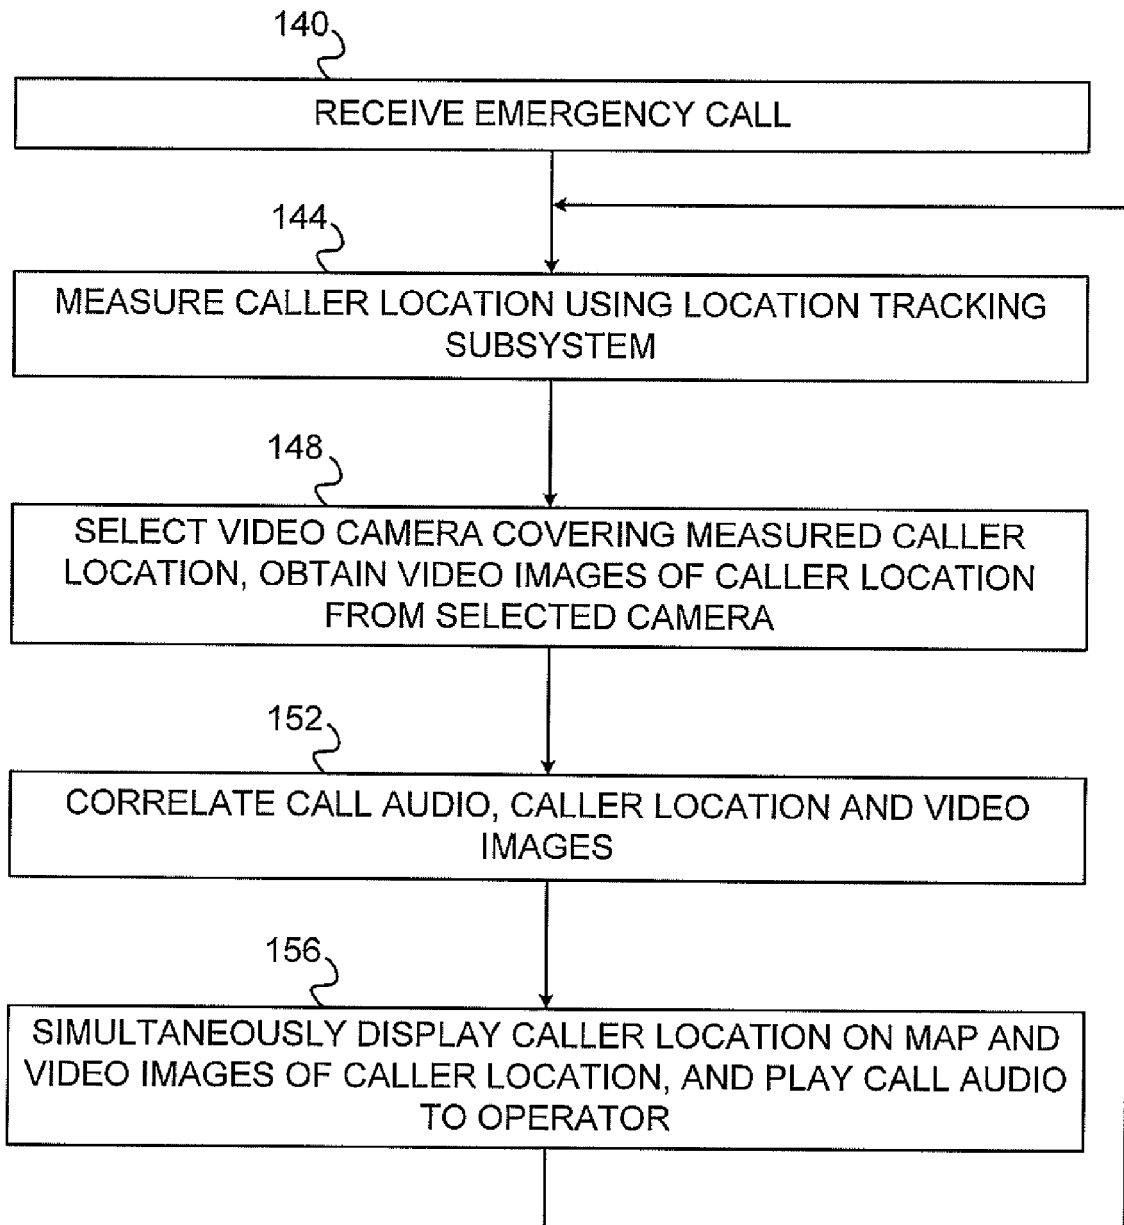 140
RECEIVE EMERGENCY CALL
144
MEASURE CALLER LOCATION USING LOCATION TRACKING
SUBSYSTEM
148
SELECT VIDEO CAMERA COVERING MEASURED CALLER
LOCATION, OBTAIN VIDEO IMAGES OF CALLER LOCATION
FROM SELECTED CAMERA
152
CORRELATE CALL AUDIO, CALLER LOCATION AND VIDEO
IMAGES
156
SIMULTANEOUSLY DISPLAY CALLER LOCATION ON MAP AND
VIDEO IMAGES OF CALLER LOCATION, AND PLAY CALL AUDIO
TO OPERATOR